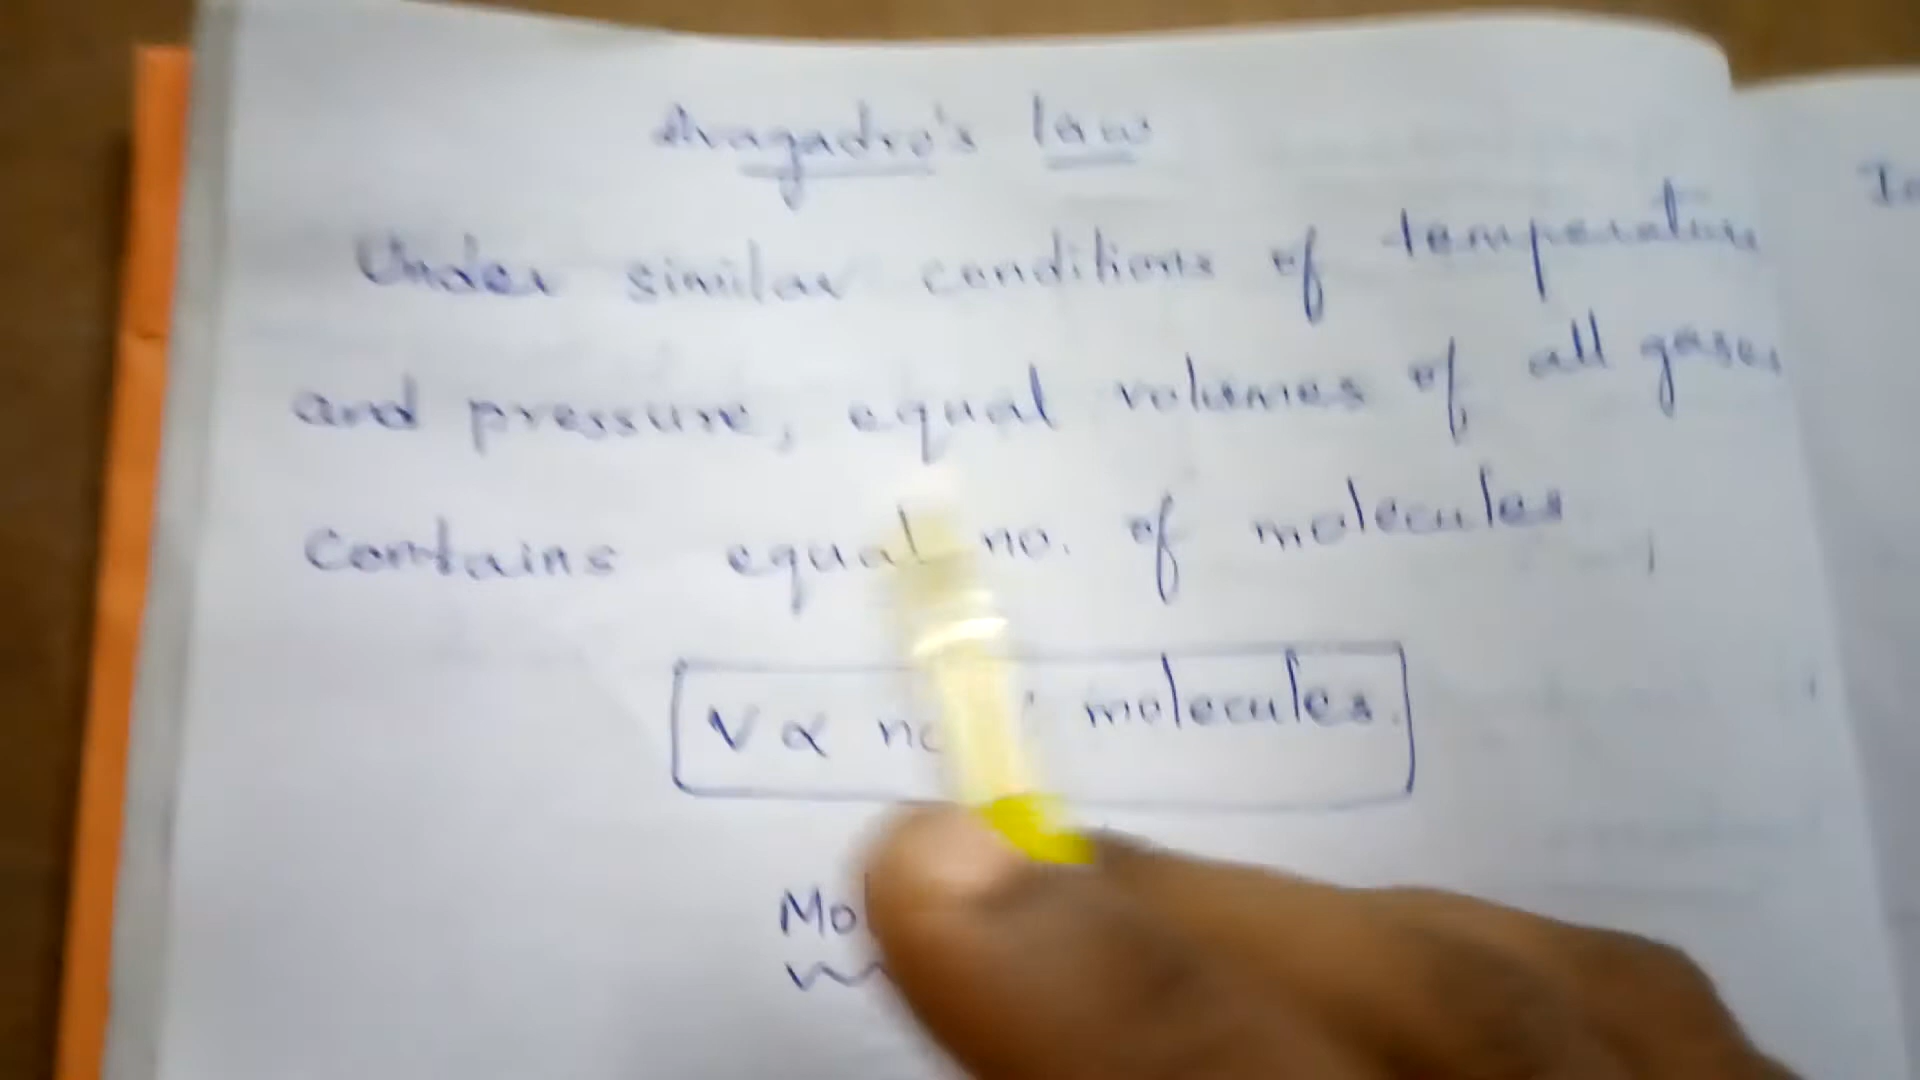 Avagadro's law
Under similar conditions of temperature
and pressure, equal volumes of all gases
contains equal no. of molecules
V ∝ no molecules.
Mol